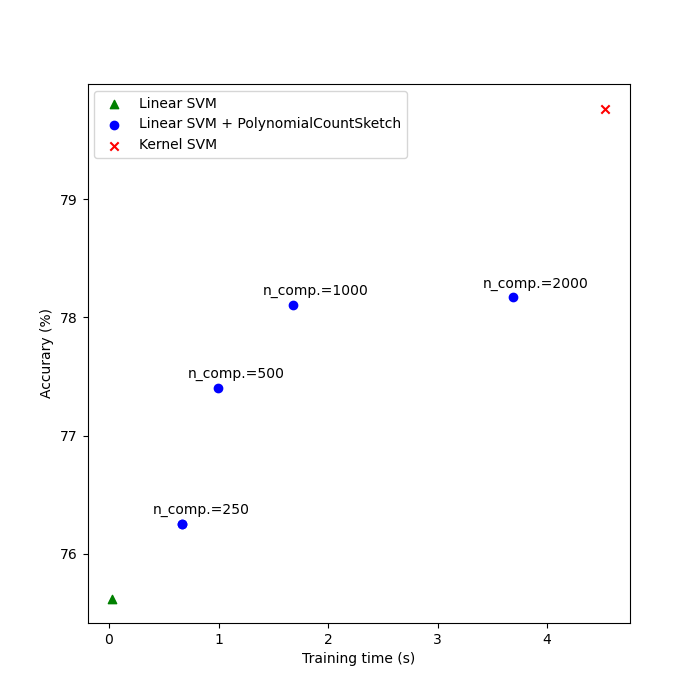 Linear SVM
Linear SVM + PolynomialCountSketch
Kernel SVM
79
78
77
76
n_comp.=1000
n_comp.=2000
n_comp.=500
n_comp.=250
Accurary (%)
0 1 2 3 4
Training time (s)